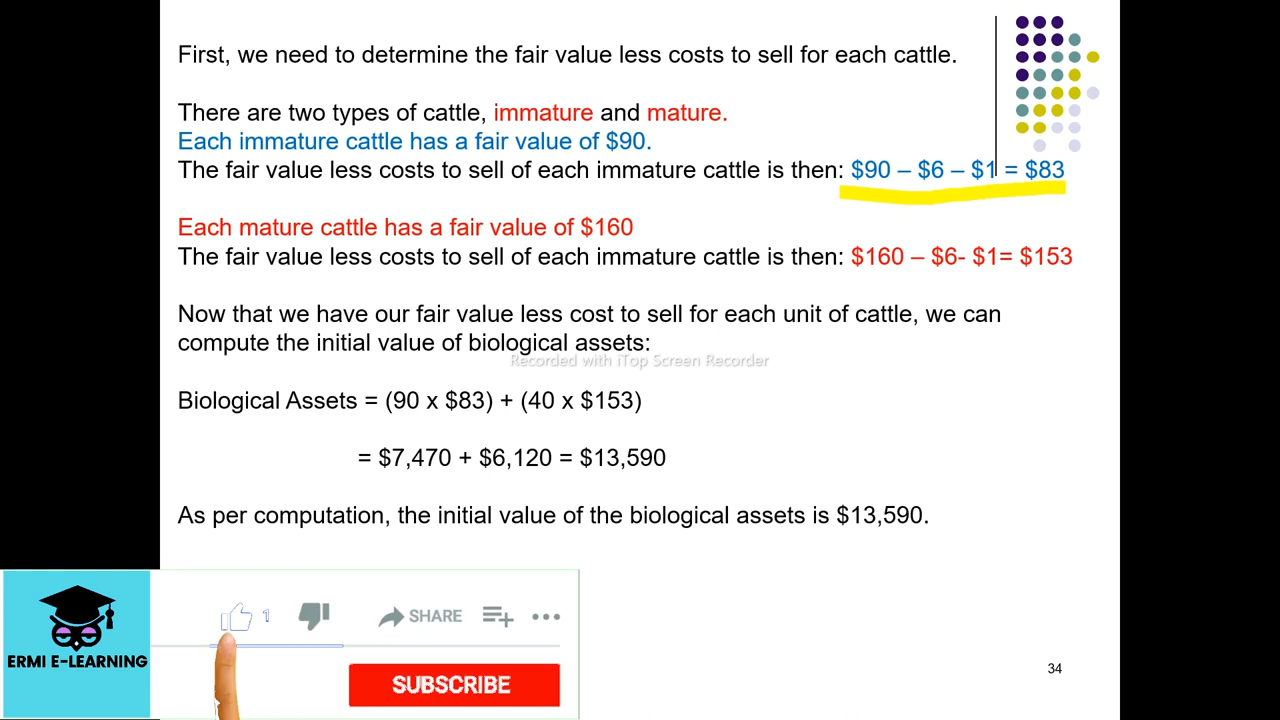 First, we need to determine the fair value less costs to sell for each cattle.
There are two types of cattle, immature and mature.
Each immature cattle has a fair value of $90.
The fair value less costs to sell of each immature cattle is then: $90 – $6 – $1 = $83
Each mature cattle has a fair value of $160
The fair value less costs to sell of each immature cattle is then: $160 – $6- $1= $153
Now that we have our fair value less cost to sell for each unit of cattle, we can
compute the initial value of biological assets:
Recorded with iTop Screen Recorder
Biological Assets = (90 x $83) + (40 x $153)
= $7,470 + $6,120 = $13,590
As per computation, the initial value of the biological assets is $13,590.
1 SHARE
ERMI E-LEARNING
SUBSCRIBE
34